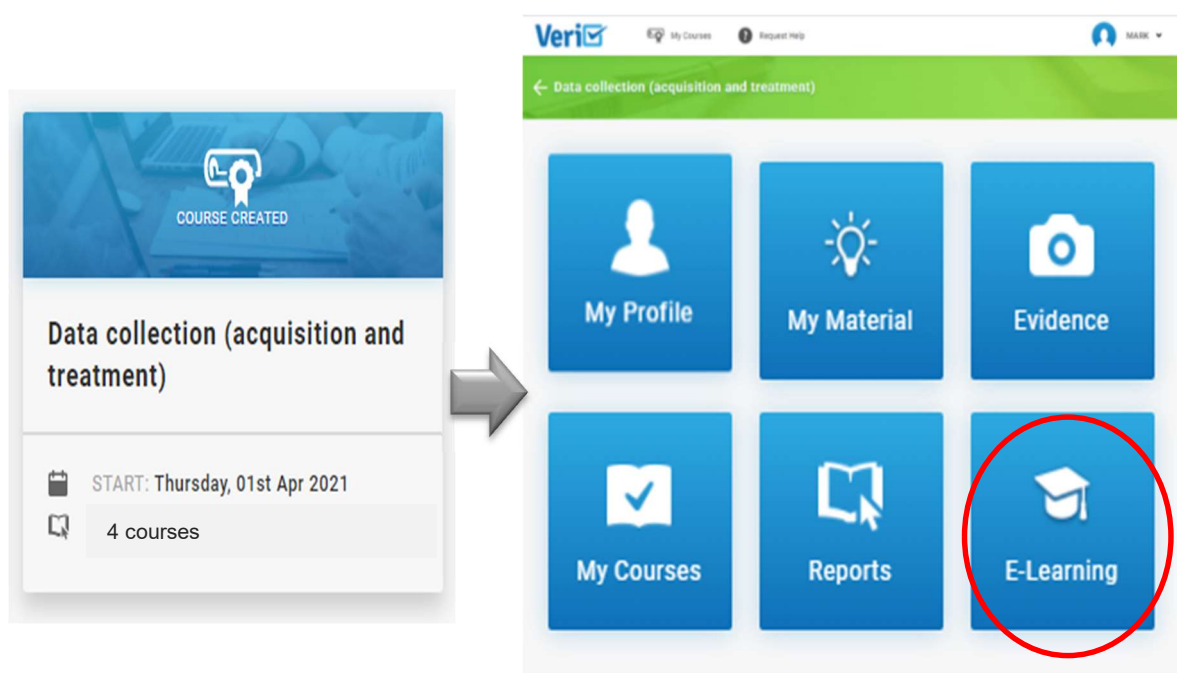 COURSE CREATED
Data collection (acquisition and
treatment)
START: Thursday, 01st Apr 2021
4 courses
Veri
My Courses
Request Help
MARK
Data collection (acquisition and treatment)
My Profile
My Material
Evidence
My Courses
Reports
E-Learning